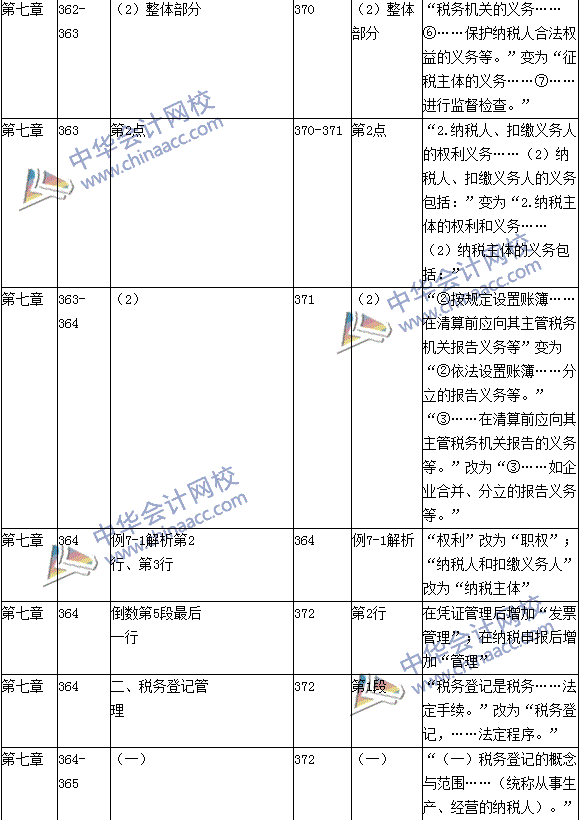 第七章 362-363 （2）整体部分 370 （2）整体部分 “税务机关的义务……⑥……保护纳税人合法权益的义务等。”变为“征税主体的义务……⑦……进行监督检查。”
第七章 363 第2点 370-371 第2点 “2.纳税人、扣缴义务人的权利义务……（2）纳税人、扣缴义务人的义务包括：”变为“2.纳税主体的权利和义务……（2）纳税主体的义务包括：”
第七章 363-364 （2） 371 （2） “②按规定设置账簿……在清算前应向其主管税务机关报告义务等”变为“②依法设置账簿……分立的报告义务等。”
“③……在清算前应向其主管税务机关报告的义务等。”改为“③……如企业合并、分立的报告义务等。”
第七章 364 例7-1解析第2行、第3行 364 例7-1解析 “权利”改为“职权”；“纳税人和扣缴义务人”改为“纳税主体”
第七章 364 倒数第5段最后一行 372 第2行 在凭证管理后增加“发票管理”；在纳税申报后增加“管理”
第七章 364 二、税务登记管理 372 第1段 “税务登记是税务……法定手续。”改为“税务登记，……法定程序。”
第七章 364-365 （一） 372 （一） “（一）税务登记的概念与范围……（统称从事生产、经营的纳税人）。”
中华会计网校
www.chinaacc.com
中华会计网校
www.chinaacc.com
中华会计网校
www.chinaacc.com
中华会计网校
www.chinaacc.com